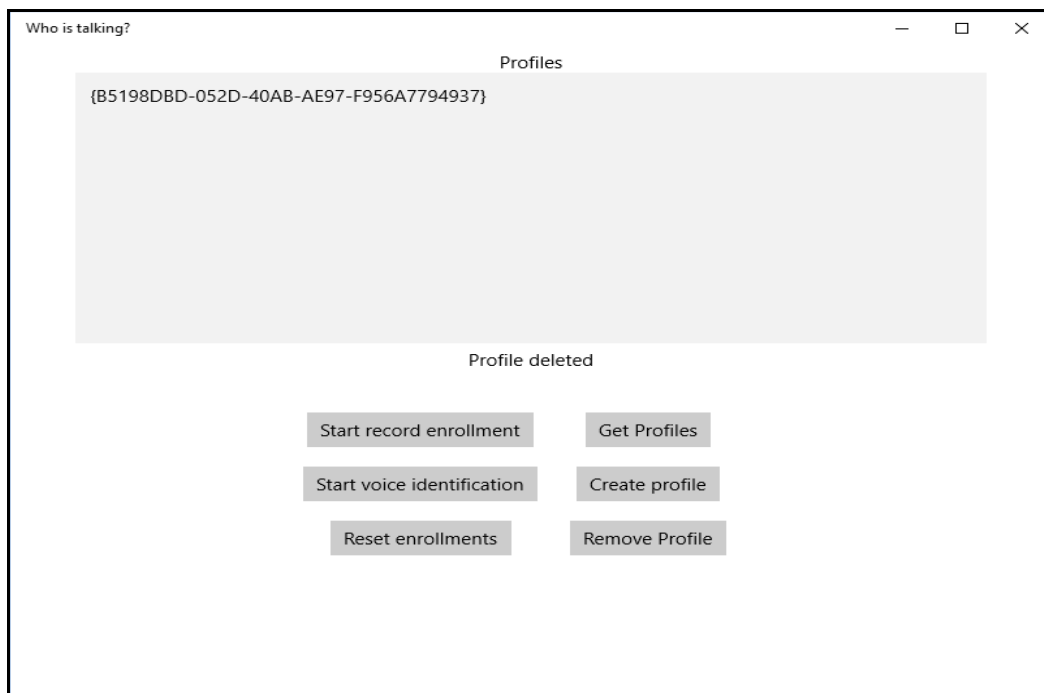 Who is talking?
Profiles
{B5198DBD-052D-40AB-AE97-F956A7794937}
Profile deleted
Start record enrollment
Get Profiles
Start voice identification
Create profile
Reset enrollments
Remove Profile